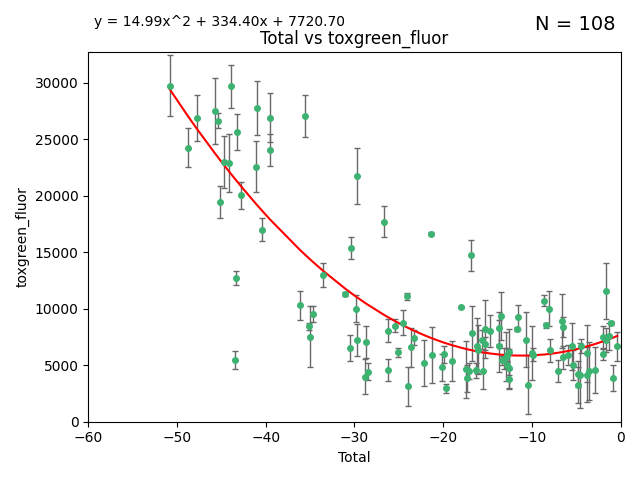 y = 14.99x^2 + 334.40x + 7720.70
N = 108
Total vs toxgreen_fluor
toxgreen_fluor
30000
25000
20000
15000
10000
5000
0
−60
−50
−40
−30
−20
−10
0
Total